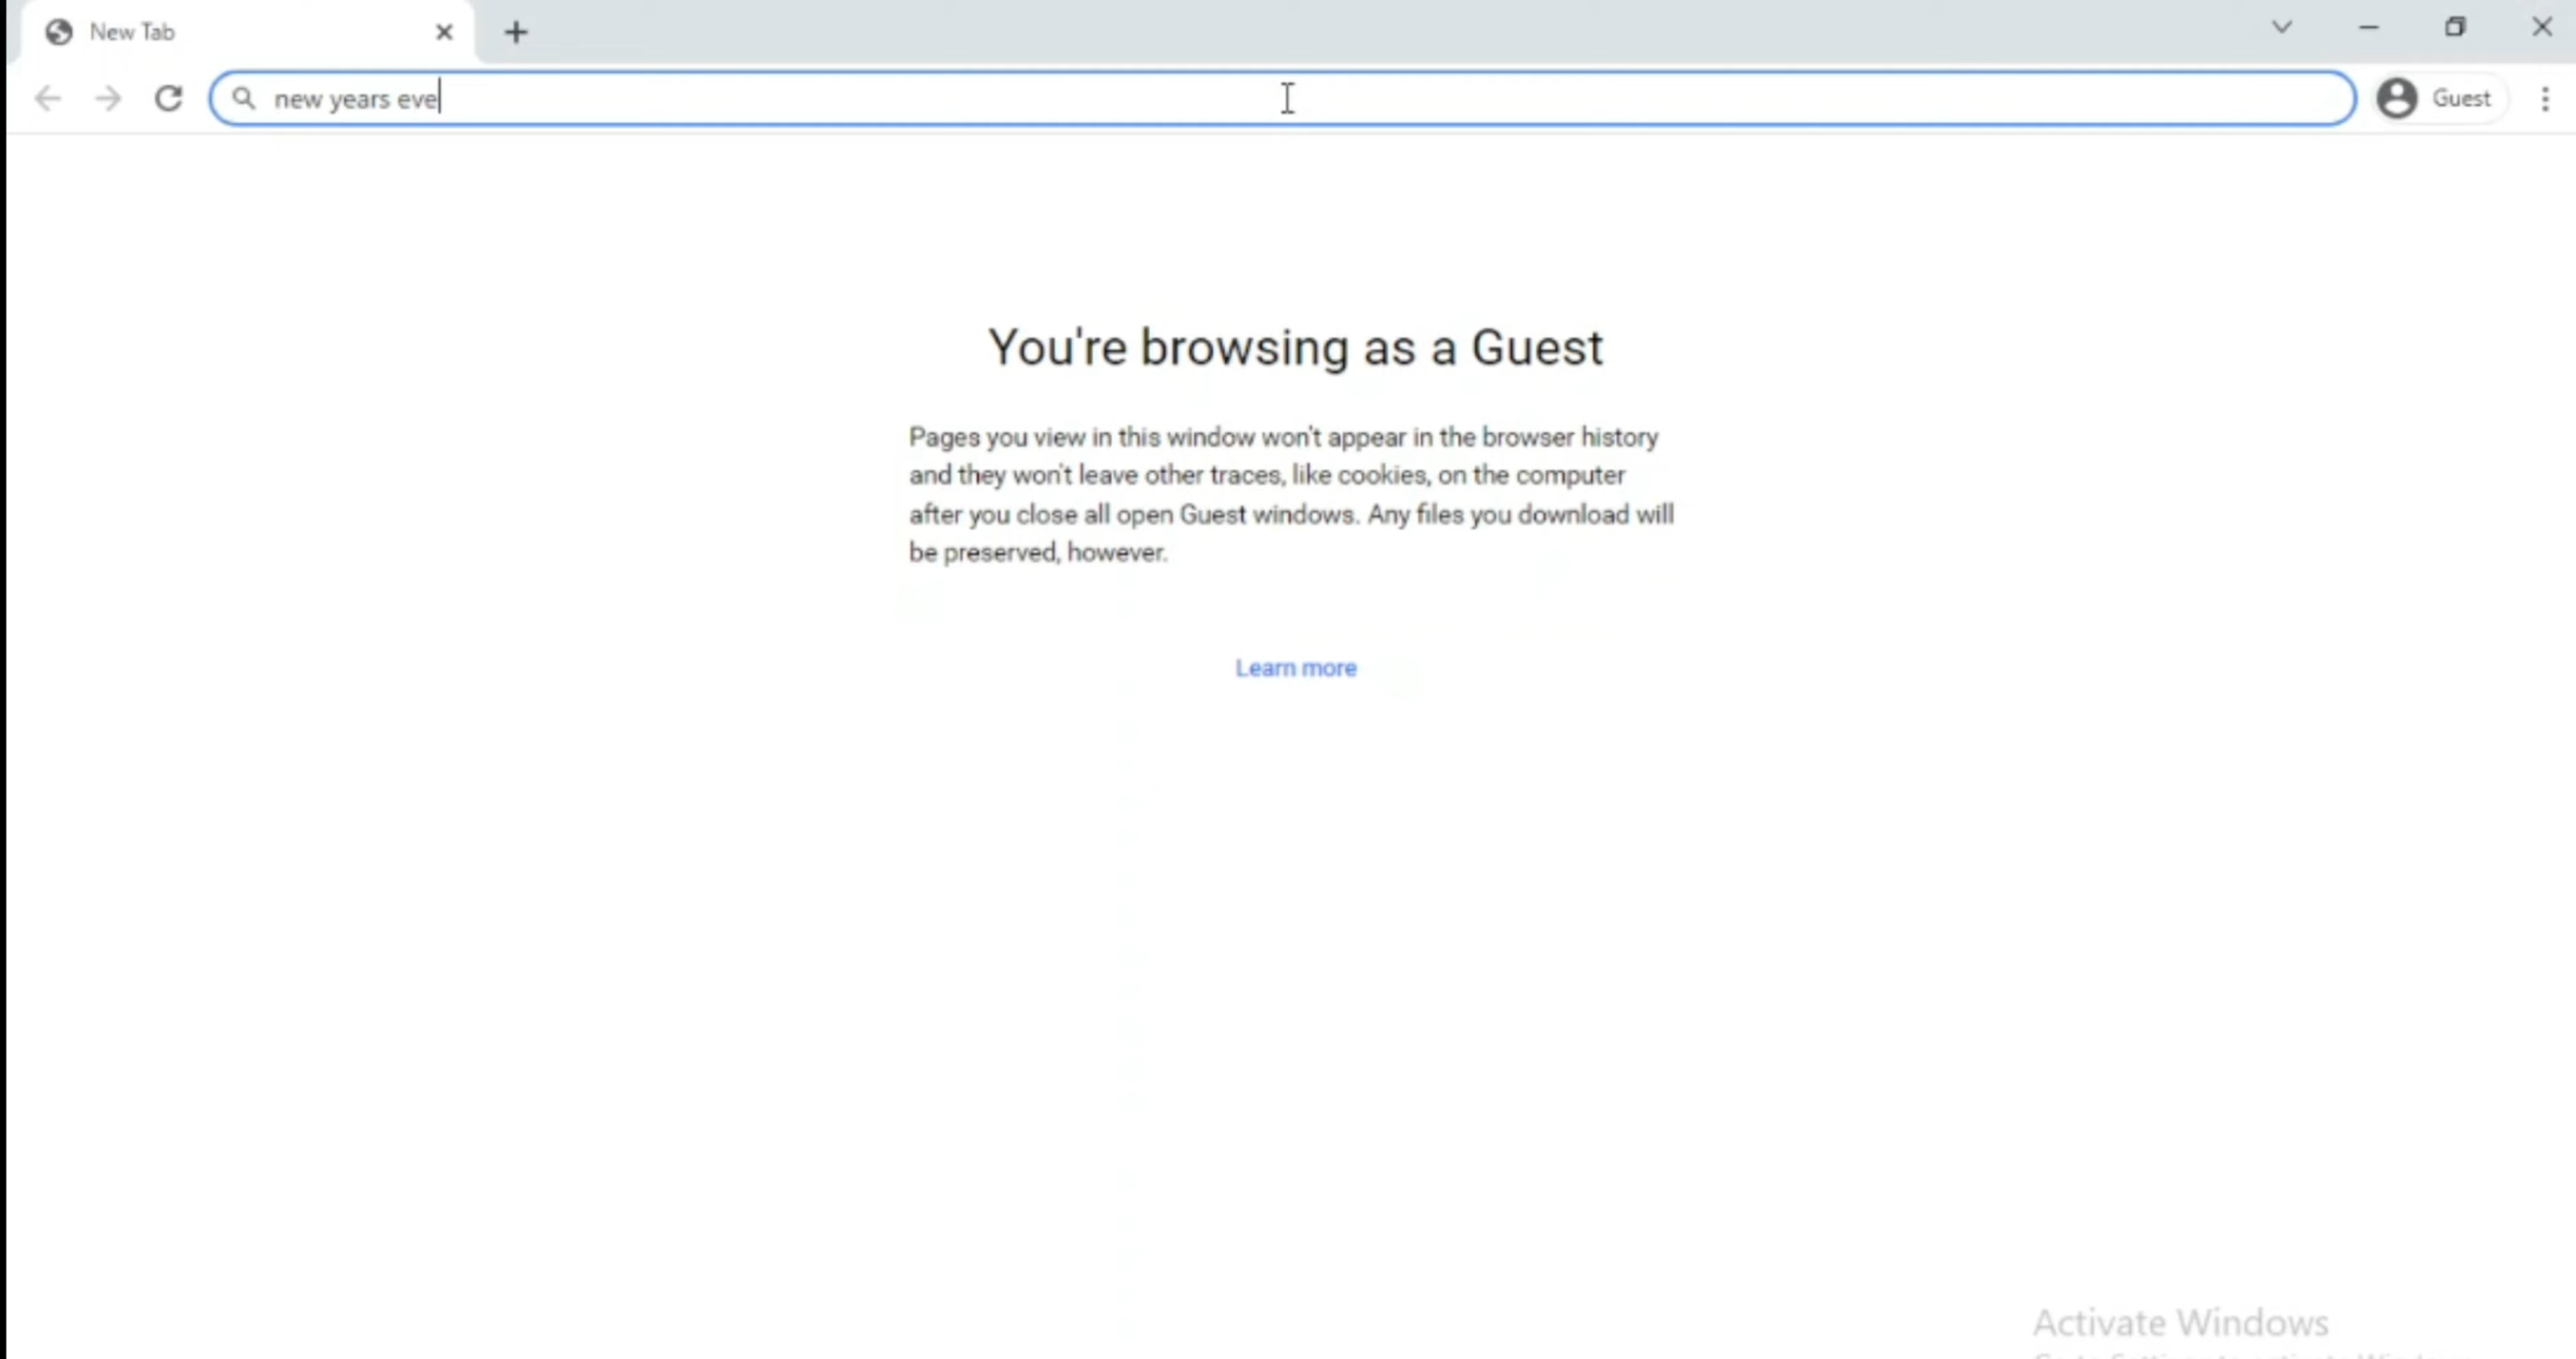 New Tab
new years eve
Guest
You're browsing as a Guest
Pages you view in this window won't appear in the browser history
and they won't leave other traces, like cookies, on the computer
after you close all open Guest windows. Any files you download will
be preserved, however.
Learn more
Activate Windows